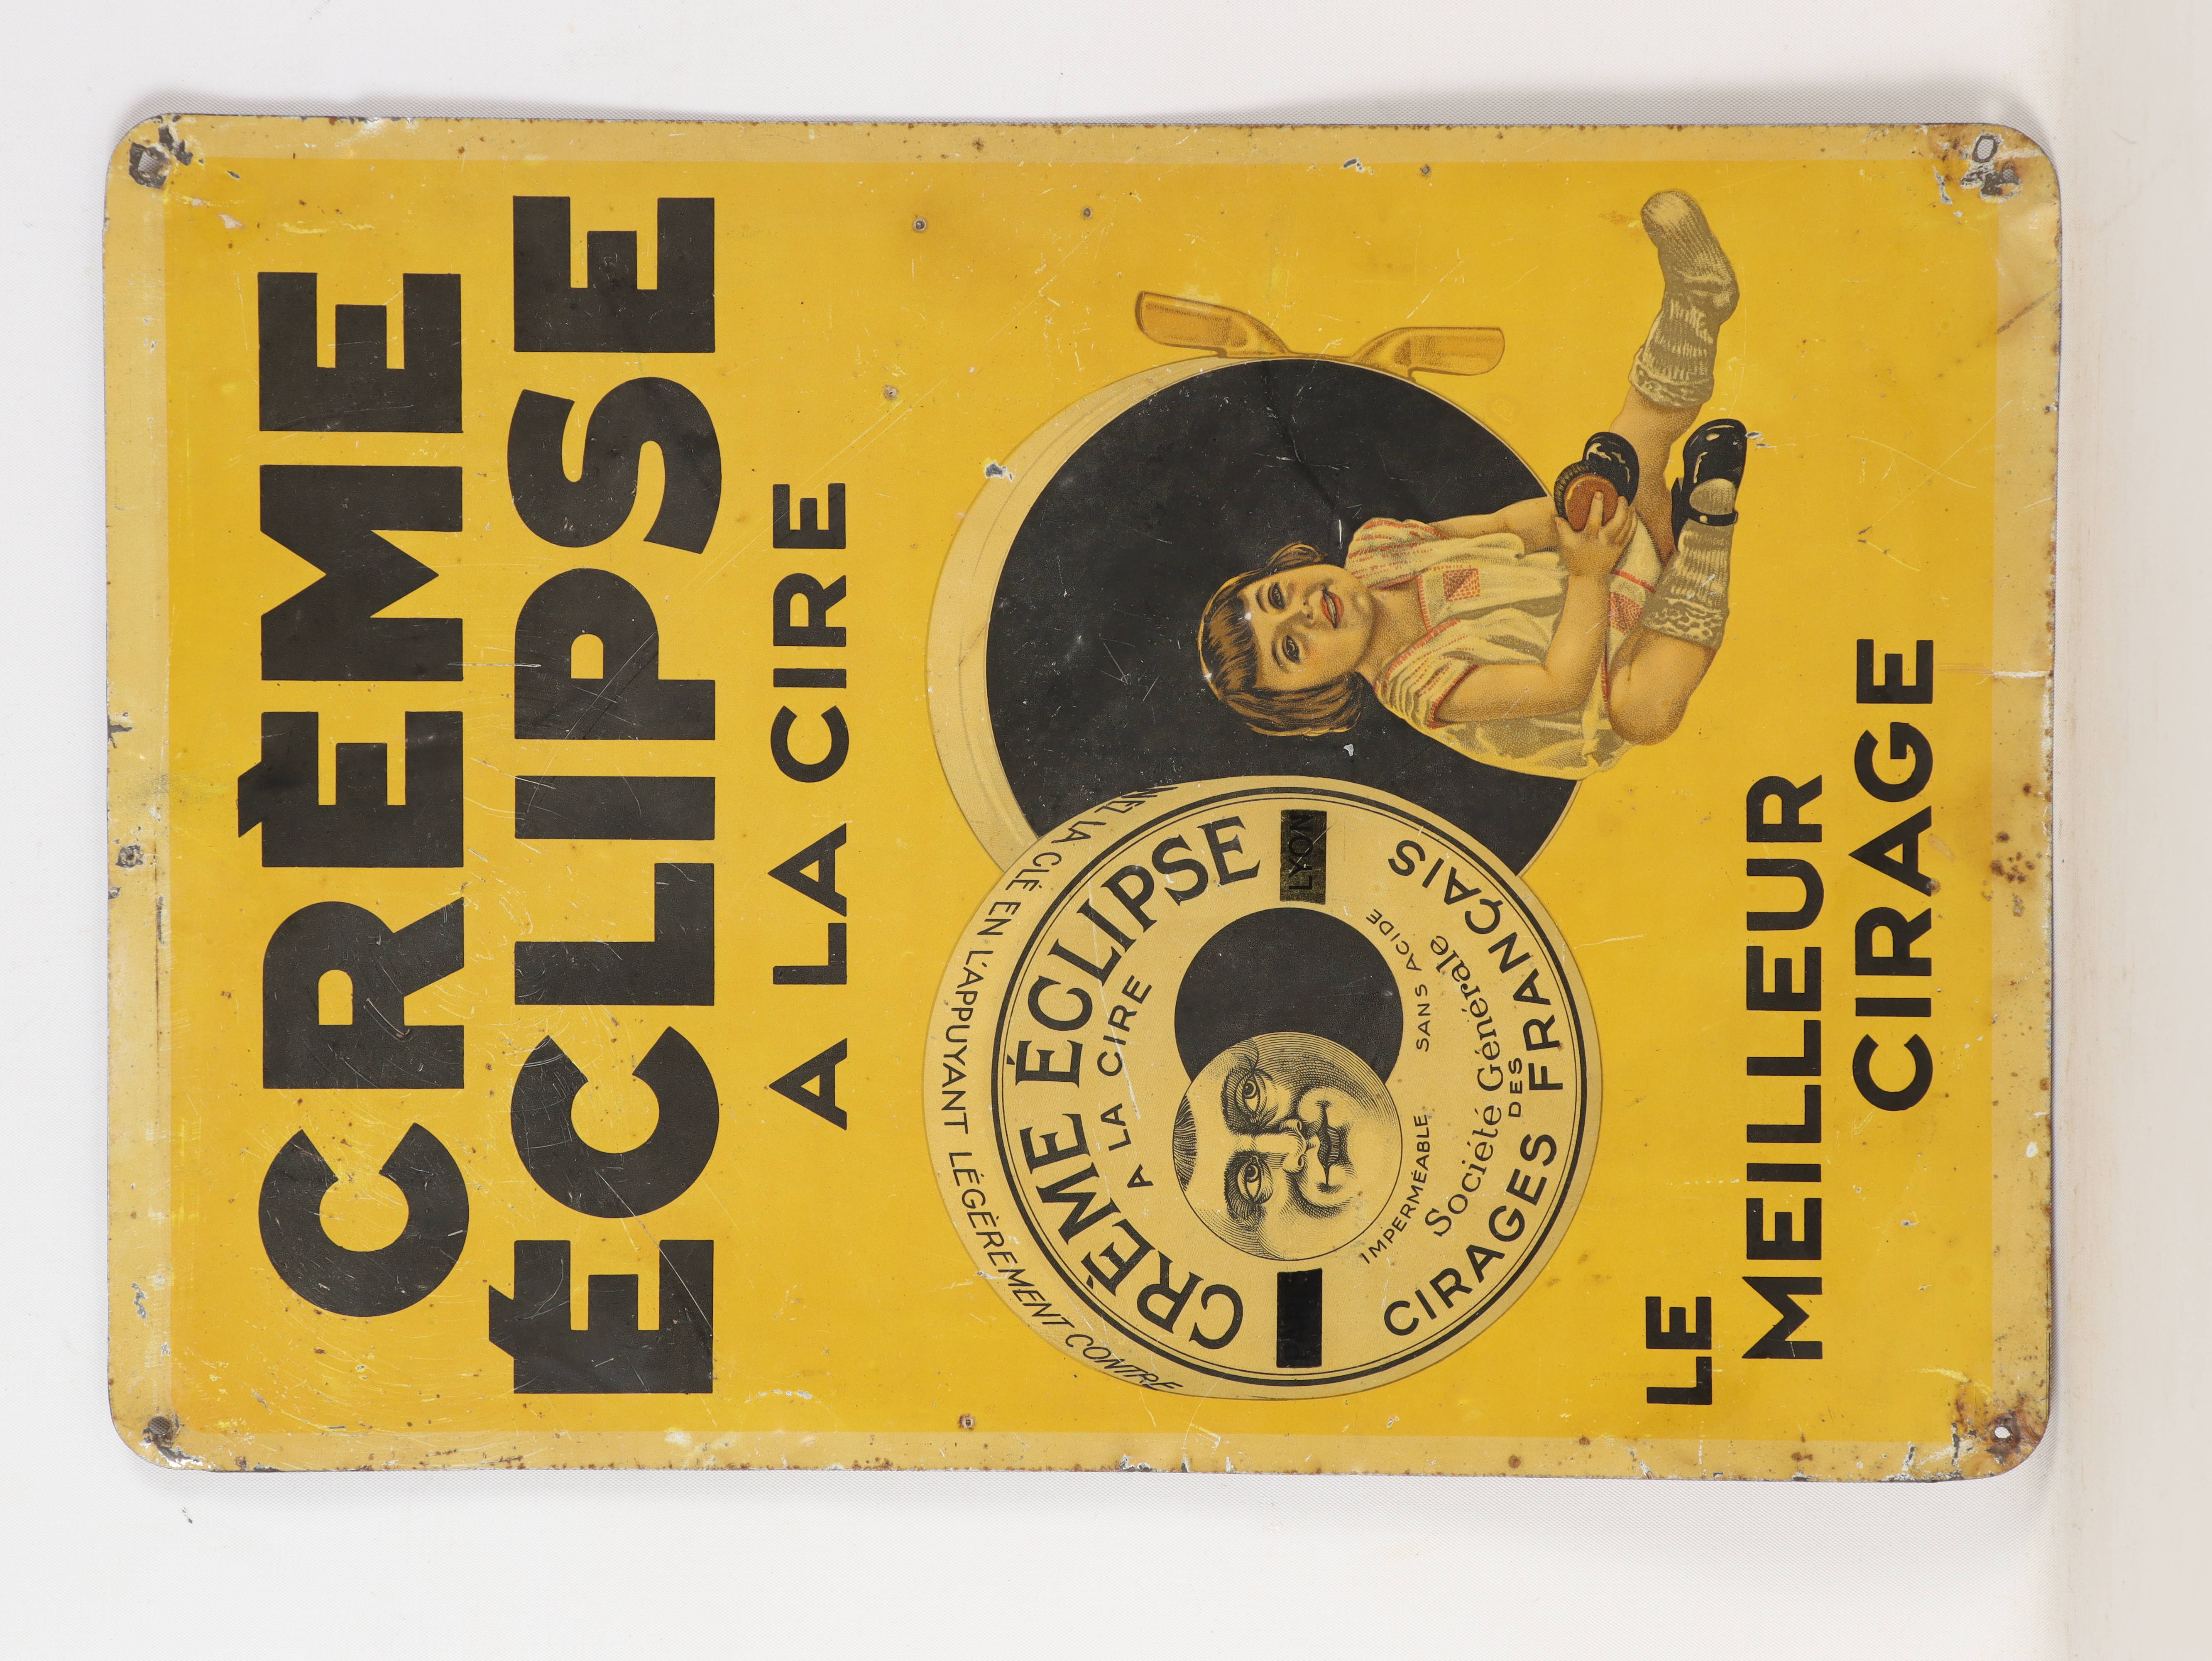 CRÈME
ÉCLIPSE
A LA CIRE
LA CLÉ EN L'APPUYANT LÉGÈREMENT CONTRE
CRÈME ÉCLIPSE
A LA CIRE
LYON
IMPERMÉABLE SANS ACIDE
Société Générale
DES
CIRAGES FRANÇAIS
LE
MEILLEUR
CIRAGE